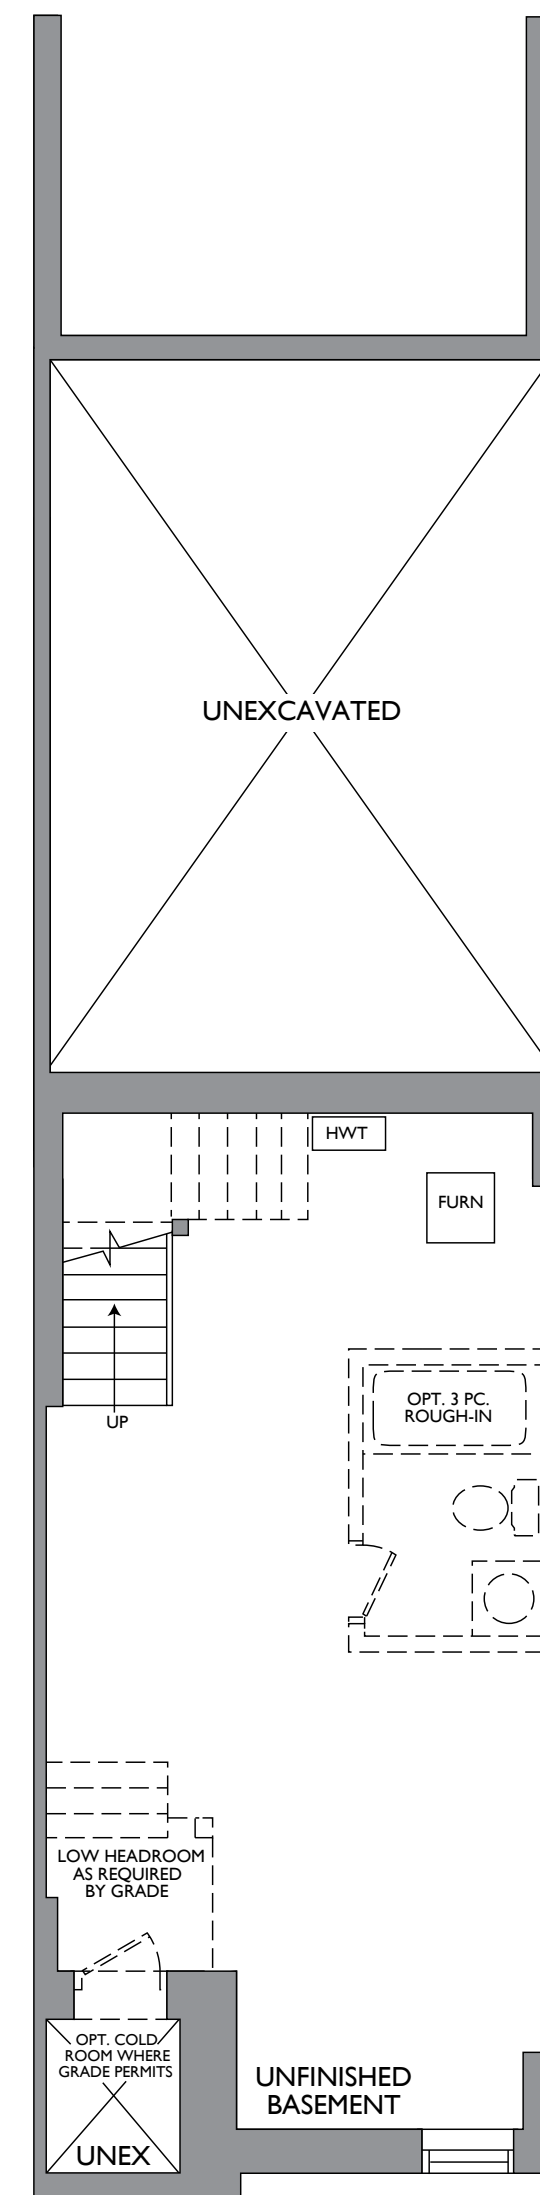 UNEXCAVATED
HWT
FURN
OPT. 3 PC.
ROUGH-IN
UP
LOW HEADROOM
AS REQUIRED
BY GRADE
OPT. COLD
ROOM WHERE
GRADE PERMITS
UNEX
UNFINISHED
BASEMENT